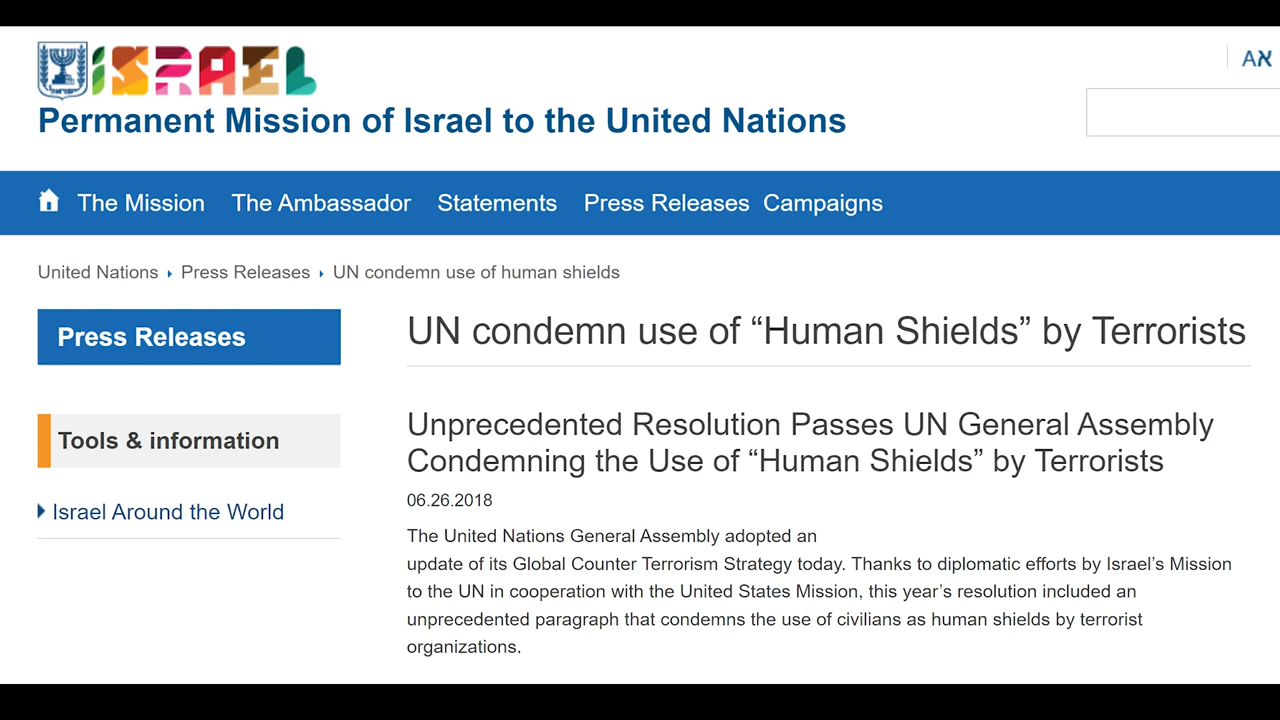 ISRAEL
Permanent Mission of Israel to the United Nations
אA
The Mission The Ambassador Statements Press Releases Campaigns
United Nations Press Releases UN condemn use of human shields
Press Releases
Tools & information
Israel Around the World
UN condemn use of “Human Shields” by Terrorists
Unprecedented Resolution Passes UN General Assembly
Condemning the Use of “Human Shields” by Terrorists
06.26.2018
The United Nations General Assembly adopted an
update of its Global Counter Terrorism Strategy today. Thanks to diplomatic efforts by Israel’s Mission
to the UN in cooperation with the United States Mission, this year’s resolution included an
unprecedented paragraph that condemns the use of civilians as human shields by terrorist
organizations.